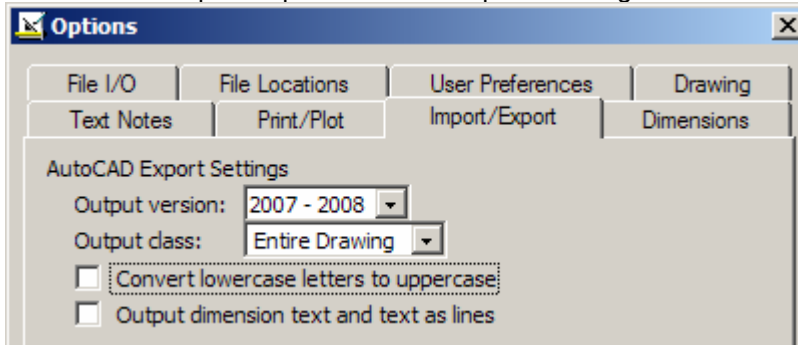 Options
File I/O File Locations User Preferences Drawing
Text Notes Print/Plot Import/Export Dimensions
AutoCAD Export Settings
Output version: 2007 - 2008
Output class: Entire Drawing
Convert lowercase letters to uppercase
Output dimension text and text as lines